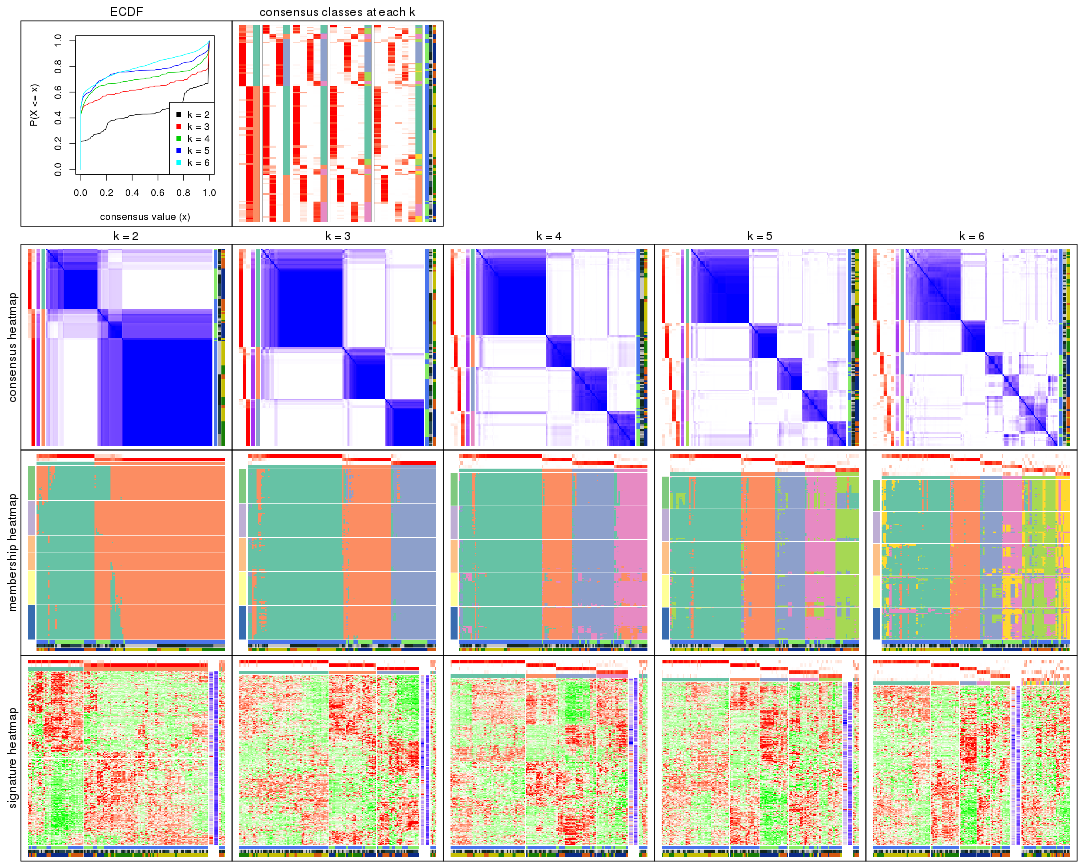 ECDF
consensus classes at each k
P(X <= x)
0.0 0.2 0.4 0.6 0.8 1.0
k = 2
k = 3
k = 4
k = 5
k = 6
0.0 0.2 0.4 0.6 0.8 1.0
consensus value (x)
k = 2
k = 3
k = 4
k = 5
k = 6
consensus heatmap
membership heatmap
signature heatmap